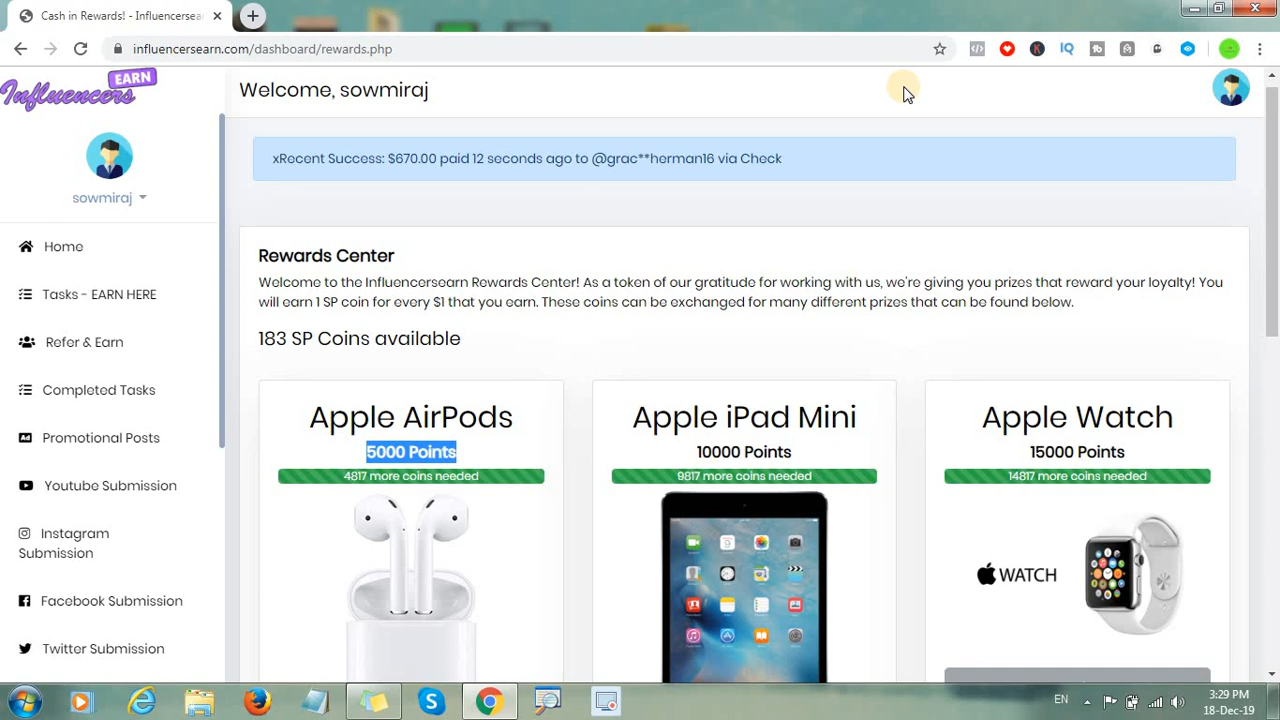 Cash in Rewards! - Influencersea
influencersearn.com/dashboard/rewards.php
IQ
Influencers EARN
Welcome, sowmiraj
xRecent Success: $670.00 paid 12 seconds ago to @grac**herman16 via Check
sowmiraj
Home
Tasks - EARN HERE
Refer & Earn
Completed Tasks
Ad Promotional Posts
Youtube Submission
Instagram
Submission
Facebook Submission
Twitter Submission
Rewards Center
Welcome to the Influencersearn Rewards Center! As a token of our gratitude for working with us, we're giving you prizes that reward your loyalty! You
will earn 1 SP coin for every $1 that you earn. These coins can be exchanged for many different prizes that can be found below.
183 SP Coins available
Apple AirPods
5000 Points
4817 more coins needed
Apple iPad Mini
10000 Points
9817 more coins needed
Apple Watch
15000 Points
14817 more coins needed
WATCH
EN
3:29 PM
18-Dec-19